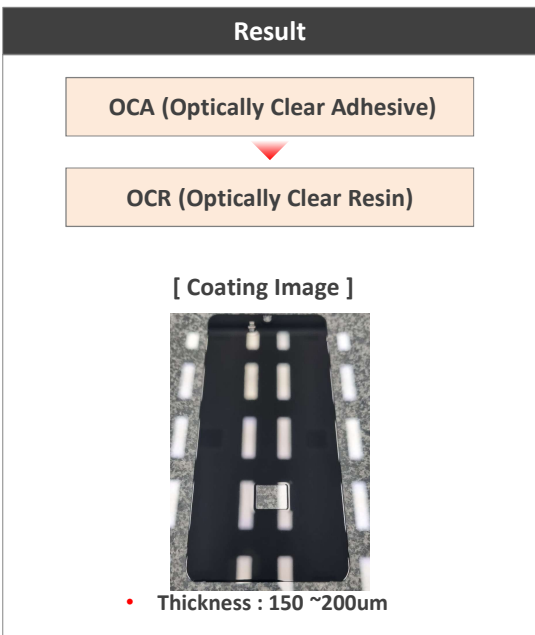 Result
OCA (Optically Clear Adhesive)
OCR (Optically Clear Resin)
[ Coating Image ]
• Thickness : 150 ~200um